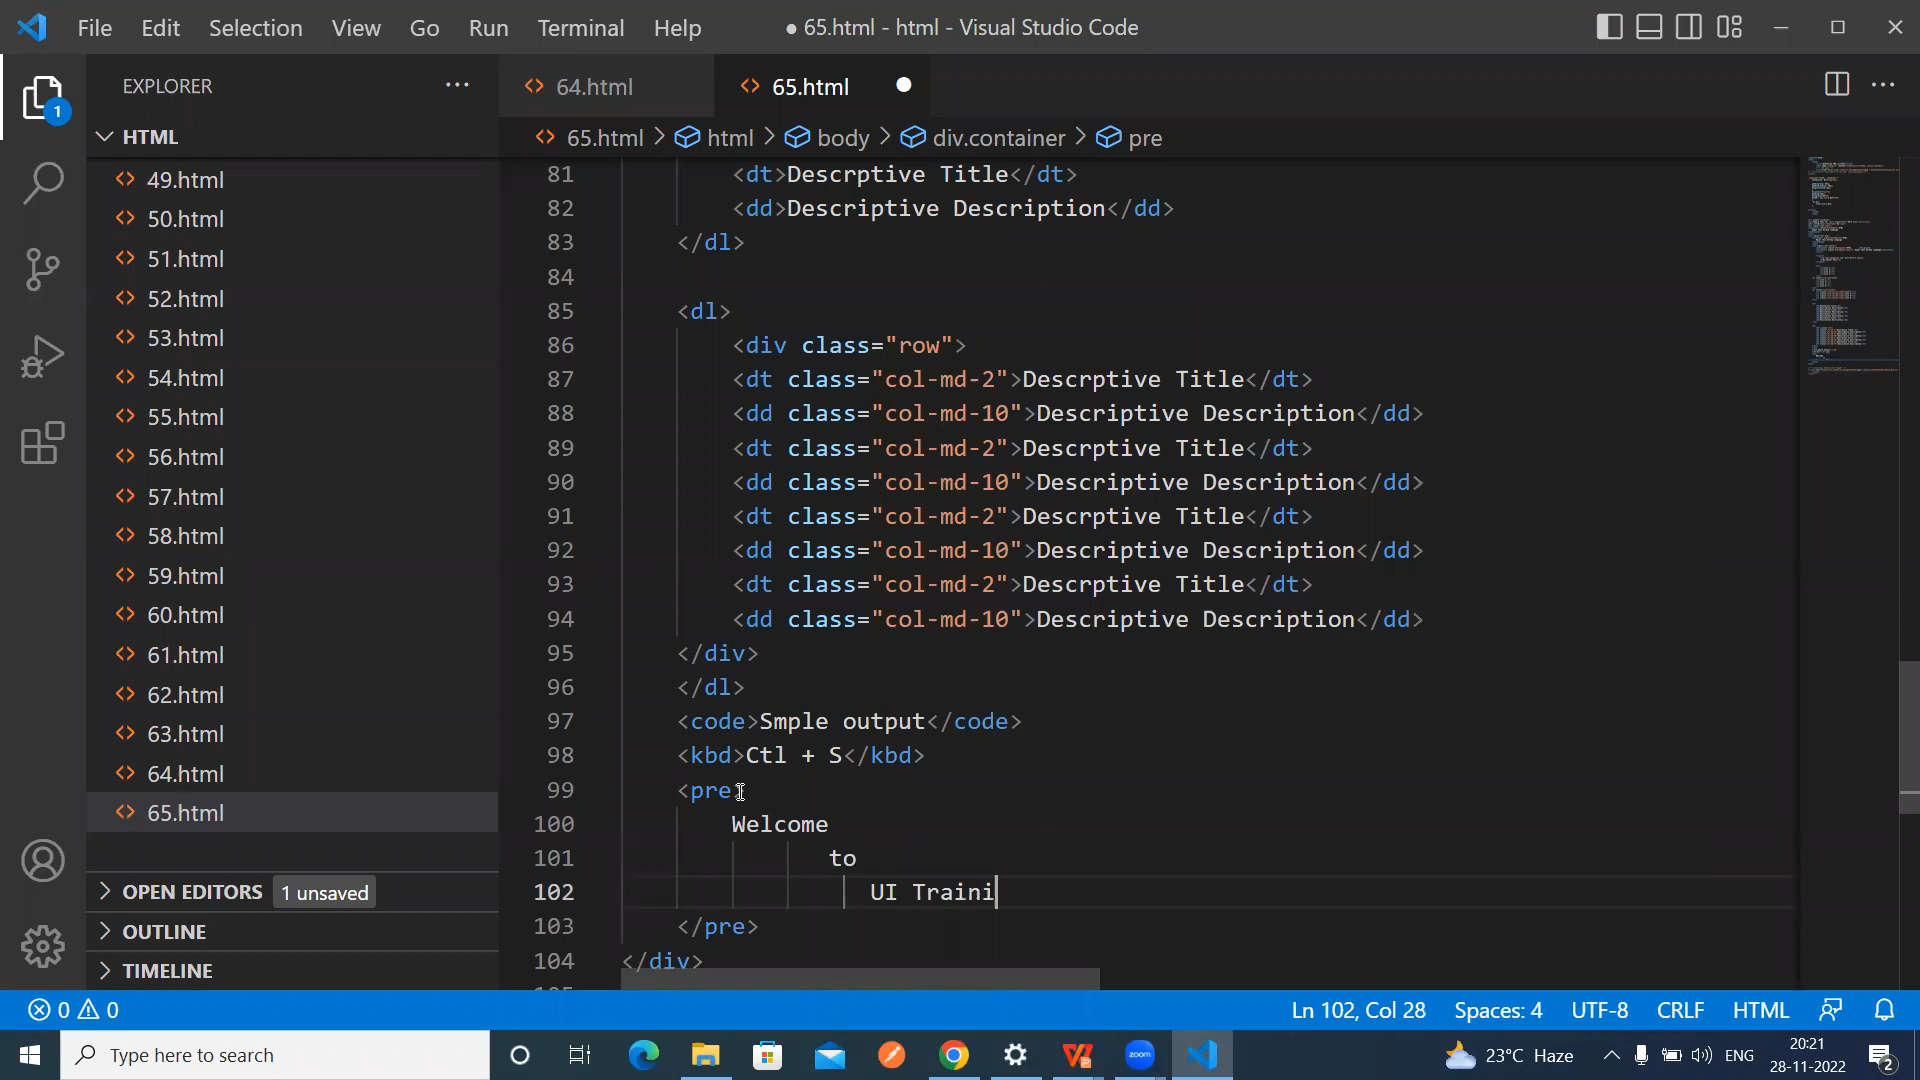 File Edit Selection View Go Run Terminal Help ● 65.html - html - Visual Studio Code
EXPLORER
64.html 65.html
1
HTML
65.html > html > body > div.container > pre
49.html
50.html
51.html
52.html
53.html
54.html
55.html
56.html
57.html
58.html
59.html
60.html
61.html
62.html
63.html
64.html
65.html
OPEN EDITORS 1 unsaved
OUTLINE
TIMELINE
81 <dt>Descrptive Title</dt>
82 <dd>Descriptive Description</dd>
83 </dl>
84
85 <dl>
86 <div class="row">
87 <dt class="col-md-2">Descrptive Title</dt>
88 <dd class="col-md-10">Descriptive Description</dd>
89 <dt class="col-md-2">Descrptive Title</dt>
90 <dd class="col-md-10">Descriptive Description</dd>
91 <dt class="col-md-2">Descrptive Title</dt>
92 <dd class="col-md-10">Descriptive Description</dd>
93 <dt class="col-md-2">Descrptive Title</dt>
94 <dd class="col-md-10">Descriptive Description</dd>
95 </div>
96 </dl>
97 <code>Smple output</code>
98 <kbd>Ctl + S</kbd>
99 <pre>
100 Welcome
101 to
102 UI Traini
103 </pre>
104 </div>
0 0 Ln 102, Col 28 Spaces: 4 UTF-8 CRLF HTML
Type here to search
zoom
23°C Haze
ENG
20:21
28-11-2022
2